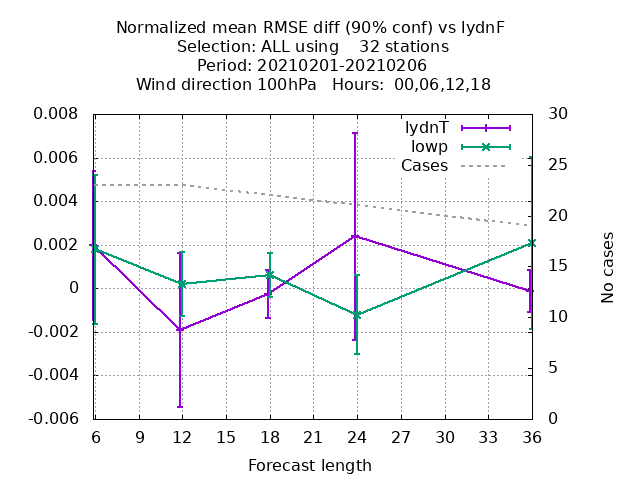 Normalized mean RMSE diff (90% conf) vs lydnF
Selection: ALL using    32 stations
Period: 20210201-20210206
Wind direction 100hPa   Hours:  00,06,12,18
0.008
0.006
0.004
0.002
0
-0.002
-0.004
-0.006
lydnT
lowp
Cases
30
25
20
15
10
5
0
No cases
6 9 12 15 18 21 24 27 30 33 36
Forecast length